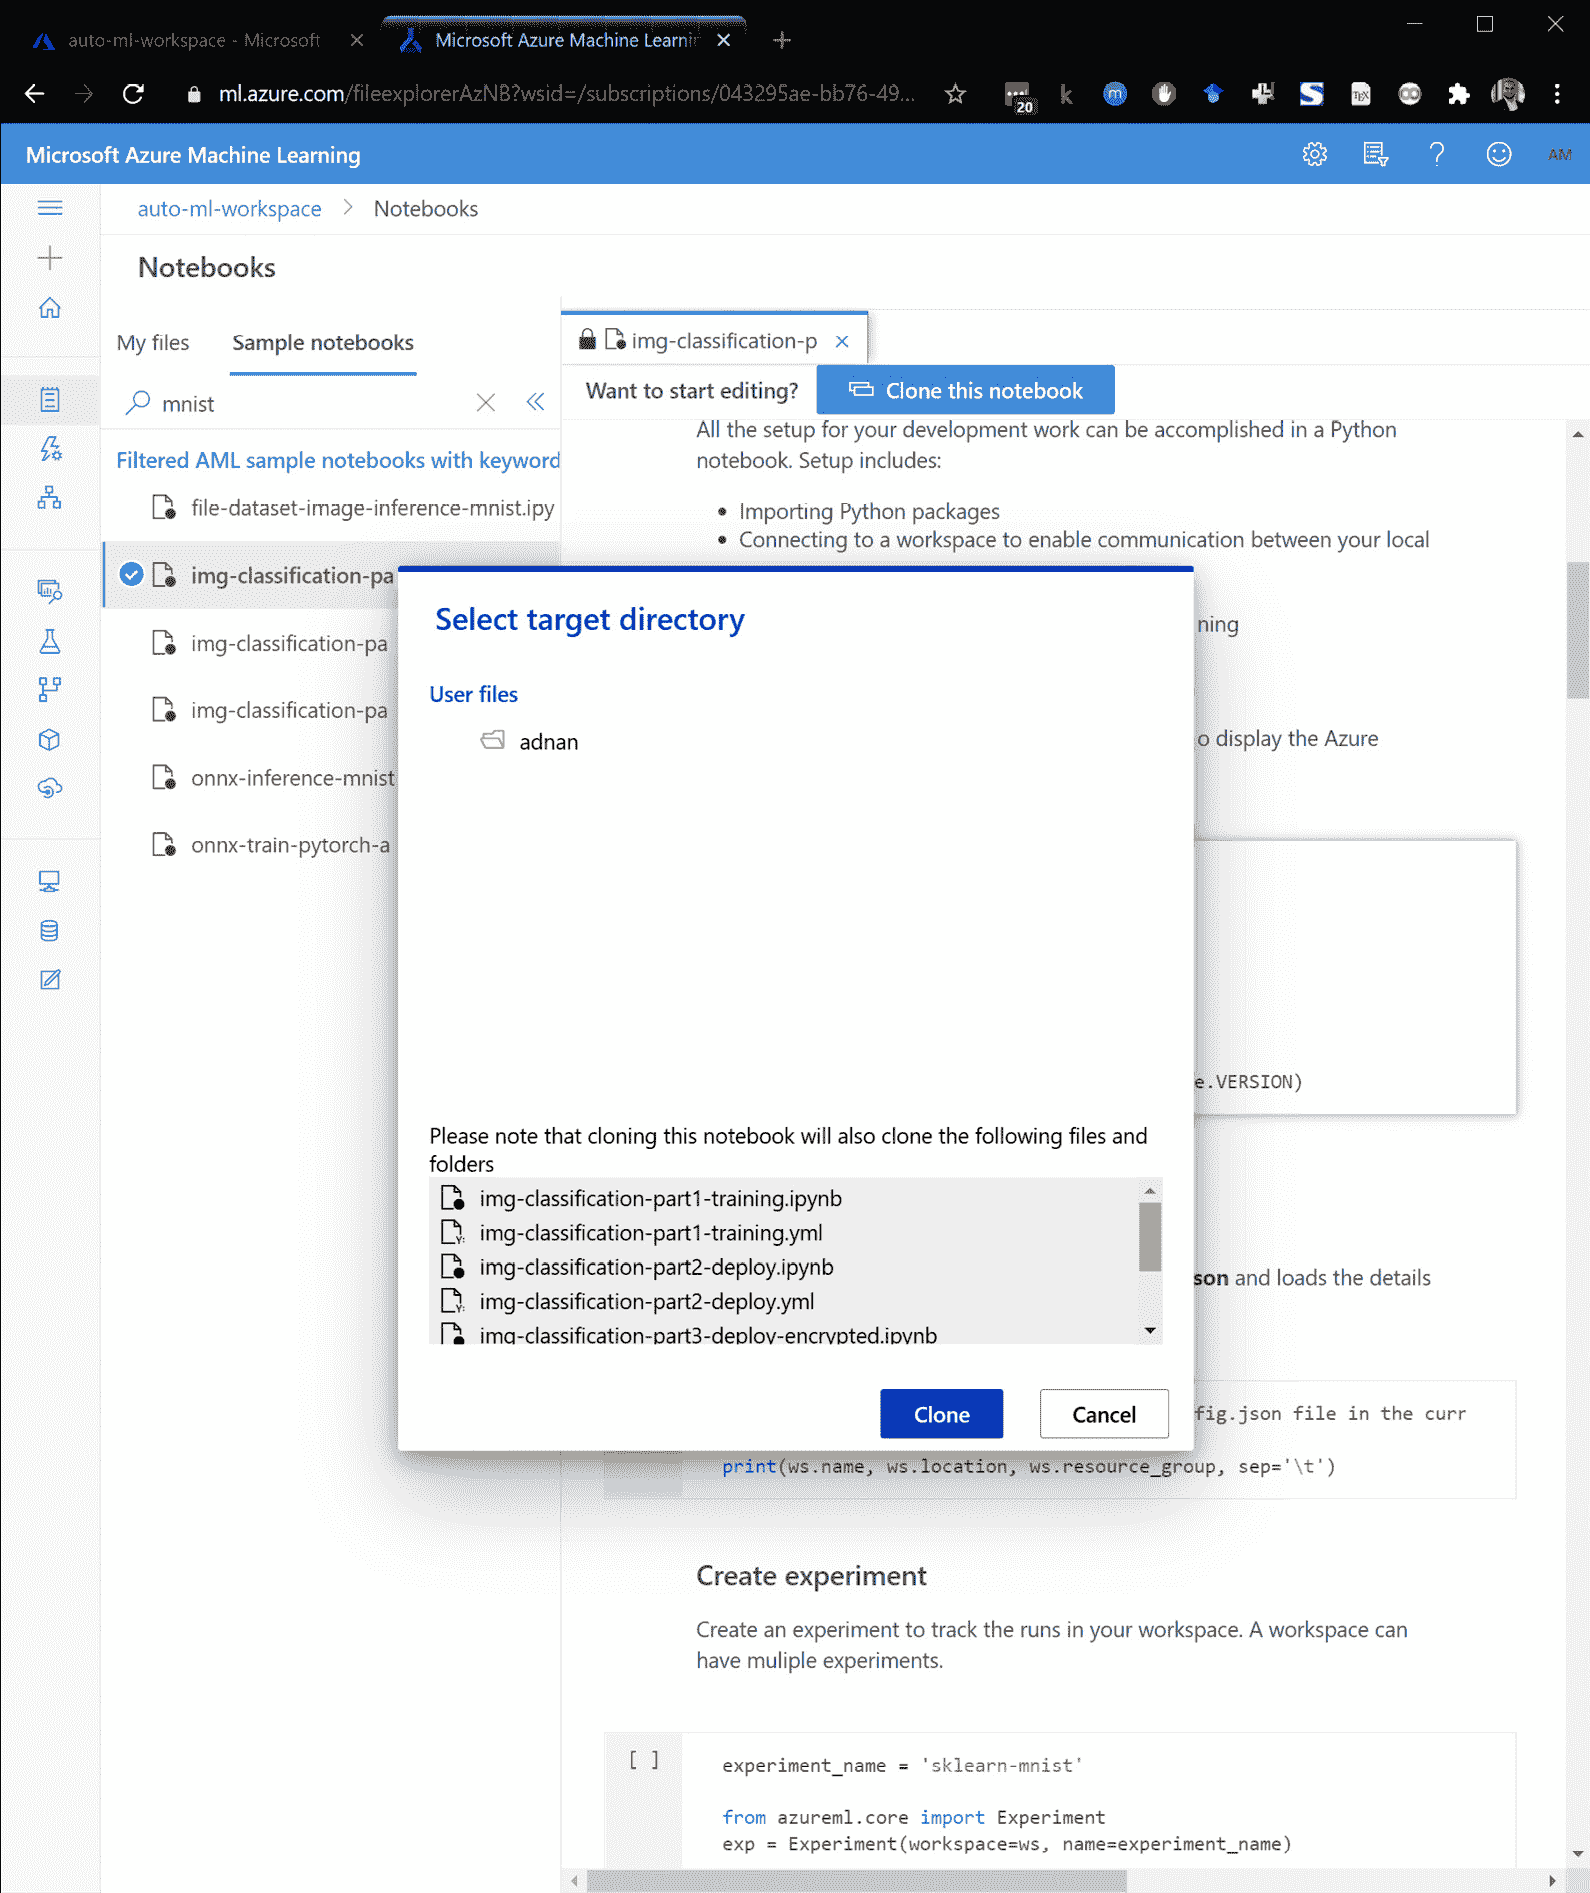 auto-ml-workspace - Microsoft
Microsoft Azure Machine Learnin
ml.azure.com/fileexplorerAzNB?wsid=/subscriptions/043295ae-bb76-49...
20
k
m
Microsoft Azure Machine Learning
AM
auto-ml-workspace > Notebooks
Notebooks
My files
Sample notebooks
mnist
Filtered AML sample notebooks with keyword
file-dataset-image-inference-mnist.ipy
img-classification-pa
img-classification-pa
img-classification-pa
onnx-inference-mnist
onnx-train-pytorch-a
img-classification-p
Want to start editing?
Clone this notebook
All the setup for your development work can be accomplished in a Python
notebook. Setup includes:
• Importing Python packages
• Connecting to a workspace to enable communication between your local
ning
o display the Azure
e.VERSION)
son and loads the details
Select target directory
User files
adnan
Please note that cloning this notebook will also clone the following files and
folders
img-classification-part1-training.ipynb
img-classification-part1-training.yml
img-classification-part2-deploy.ipynb
img-classification-part2-deploy.yml
img-classification-part3-deploy-encrypted.ipynb
Clone
Cancel
fig.json file in the curr
print(ws.name, ws.location, ws.resource_group, sep='\t')
Create experiment
Create an experiment to track the runs in your workspace. A workspace can
have muliple experiments.
[ ]
experiment_name = 'sklearn-mnist'
from azureml.core import Experiment
exp = Experiment(workspace=ws, name=experiment_name)